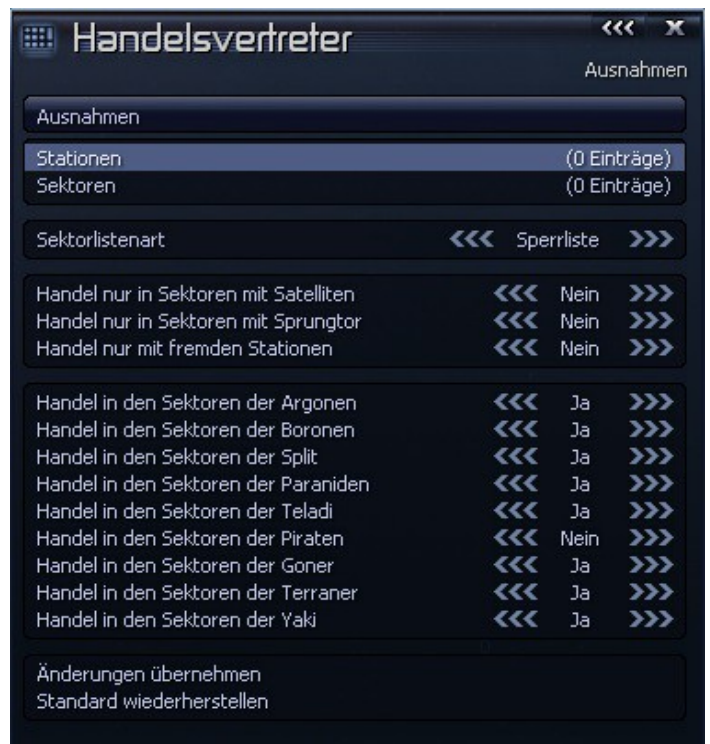 Handelsvertreter
<<< X
Ausnahmen
Ausnahmen
Stationen (0 Einträge)
Sektoren (0 Einträge)
Sektorlistenart <<< Sperrliste >>>
Handel nur in Sektoren mit Satelliten <<< Nein >>>
Handel nur in Sektoren mit Sprungtor <<< Nein >>>
Handel nur mit fremden Stationen <<< Nein >>>
Handel in den Sektoren der Argonen <<< Ja >>>
Handel in den Sektoren der Boronen <<< Ja >>>
Handel in den Sektoren der Split <<< Ja >>>
Handel in den Sektoren der Paraniden <<< Ja >>>
Handel in den Sektoren der Teladi <<< Ja >>>
Handel in den Sektoren der Piraten <<< Nein >>>
Handel in den Sektoren der Goner <<< Ja >>>
Handel in den Sektoren der Terraner <<< Ja >>>
Handel in den Sektoren der Yaki <<< Ja >>>
Änderungen übernehmen
Standard wiederherstellen